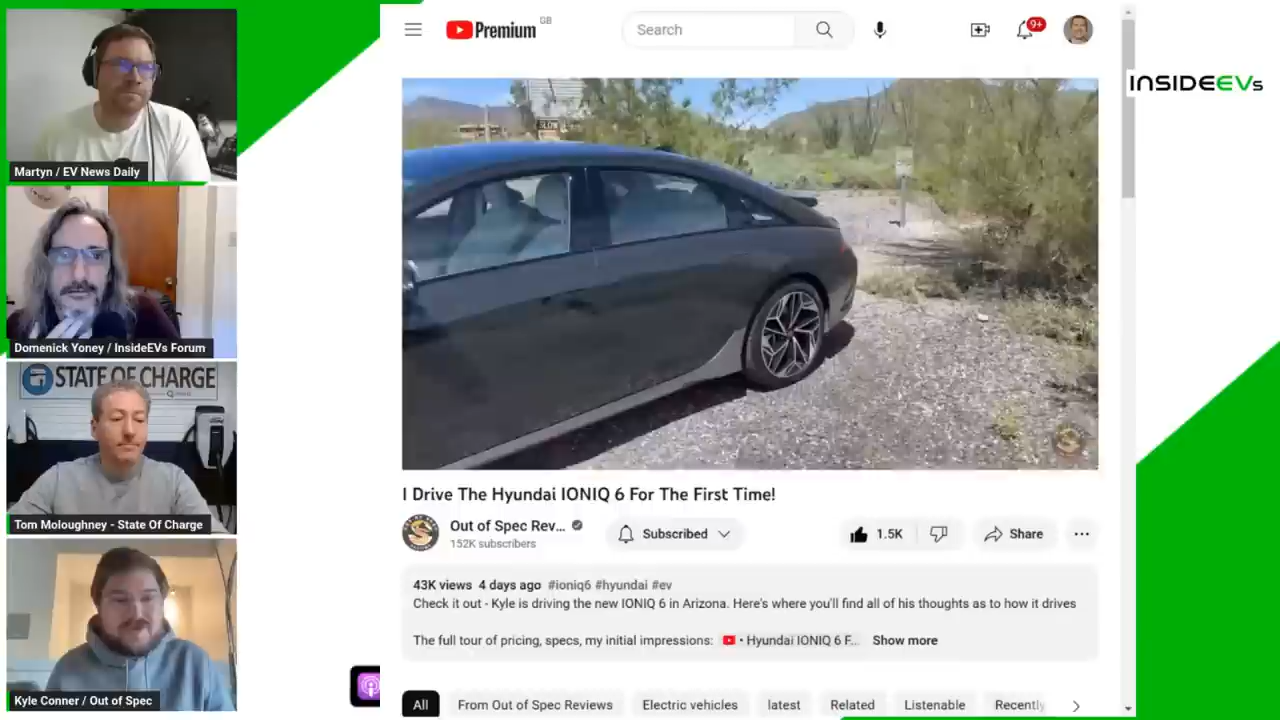 Premium GB
Search
9+
INSIDEEVs
Martyn / EV News Daily
SLOW
Domenick Yoney / InsideEVs Forum
STATE OF CHARGE
Tom Moloughney - State Of Charge
Kyle Conner / Out of Spec
I Drive The Hyundai IONIQ 6 For The First Time!
Out of Spec Rev...
152K subscribers
Subscribed
1.5K
Share
43K views 4 days ago #ioniq6 #hyundai #ev
Check it out - Kyle is driving the new IONIQ 6 in Arizona. Here's where you'll find all of his thoughts as to how it drives
The full tour of pricing, specs, my initial impressions: • Hyundai IONIQ 6 F... Show more
All From Out of Spec Reviews Electric vehicles latest Related Listenable Recently